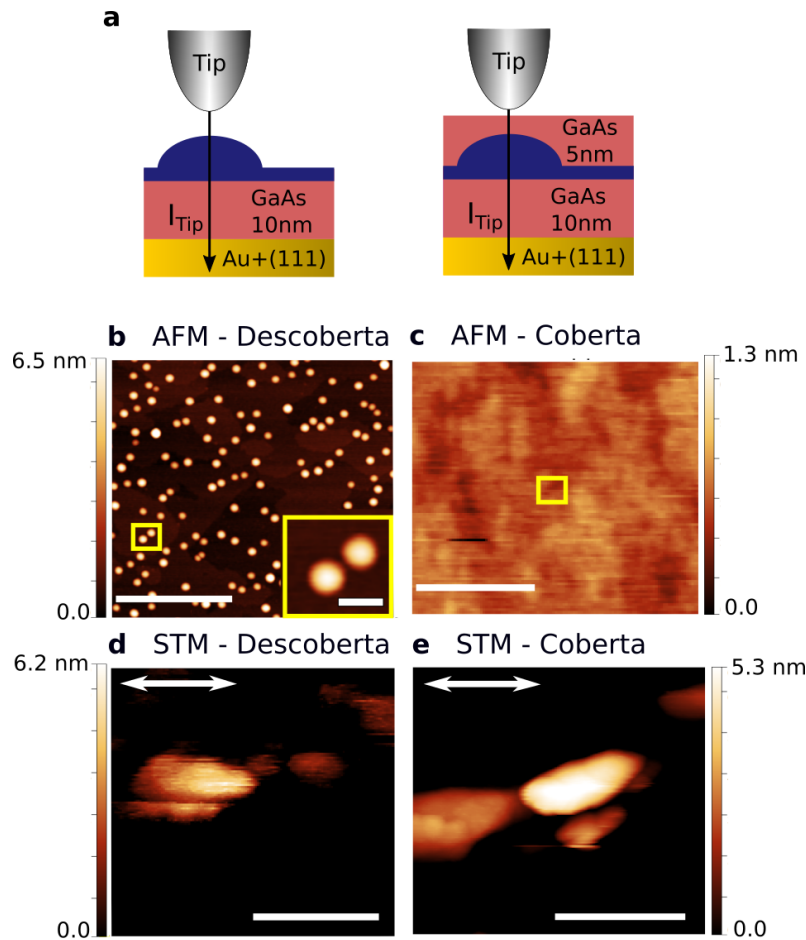 a
Tip
GaAs
10nm
I_Tip
Au+(111)
Tip
GaAs
5nm
GaAs
10nm
I_Tip
Au+(111)
b AFM - Descoberta
6.5 nm
0.0
c AFM - Coberta
1.3 nm
0.0
d STM - Descoberta
6.2 nm
0.0
e STM - Coberta
5.3 nm
0.0